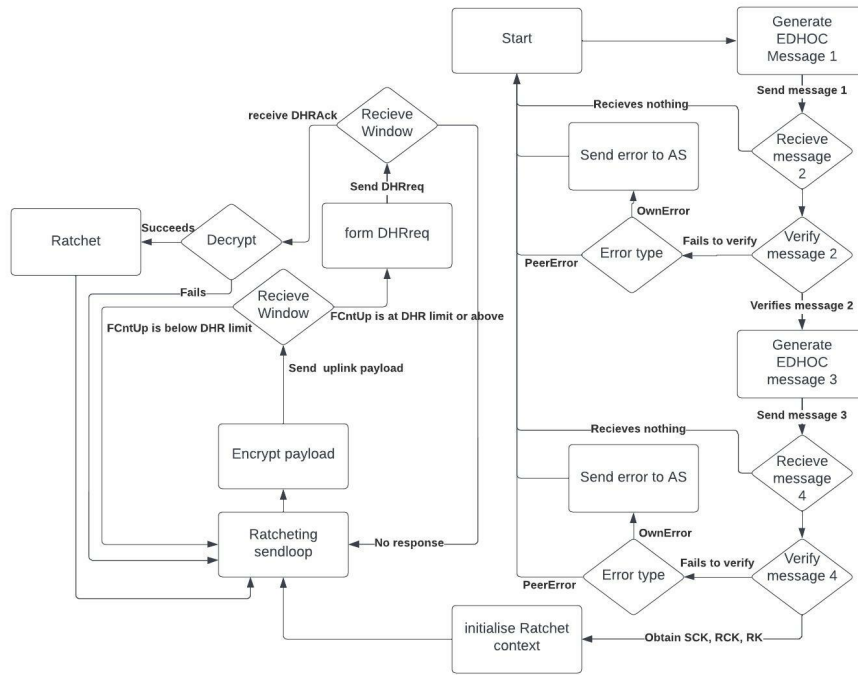 Start
Generate
EDHOC
Message 1
Send message 1
Recieves nothing
Recieve
message
2
Send error to AS
OwnError
Error type
Fails to verify
PeerError
Verify
message 2
Verifies message 2
Generate
EDHOC
message 3
Send message 3
Recieves nothing
Recieve
message
4
Send error to AS
OwnError
Error type
Fails to verify
PeerError
Verify
message 4
Obtain SCK, RCK, RK
initialise Ratchet
context
Ratcheting
sendloop
Encrypt payload
Send uplink payload
Recieve
Window
FCntUp is below DHR limit
FCntUp is at DHR limit or above
form DHRreq
Send DHRreq
Recieve
Window
receive DHRAck
No response
Decrypt
Succeeds
Fails
Ratchet